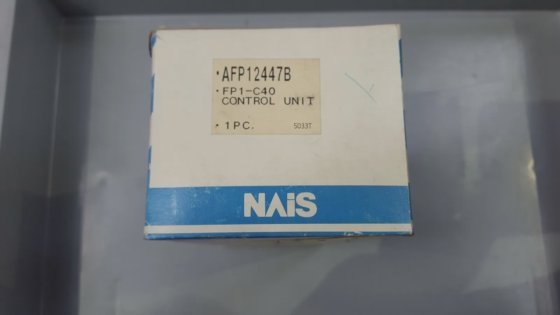 ・AFP12447B
・FP1-C40
CONTROL UNIT
・1PC. 50337
NAiS